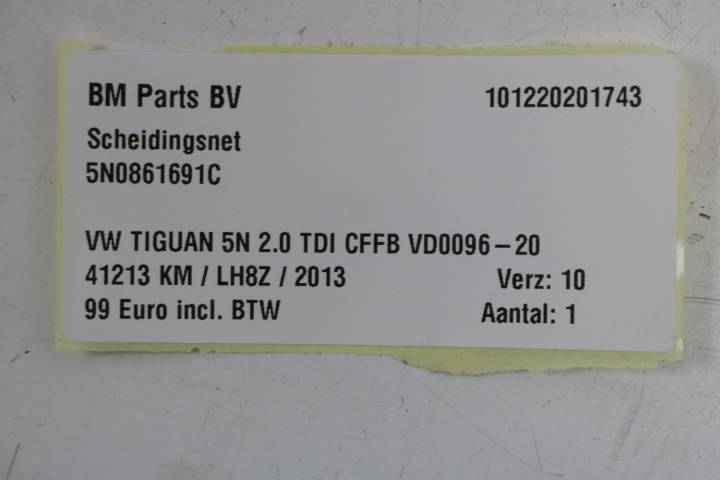 BM Parts BV 101220201743
Scheidingsnet
5N0861691C
VW TIGUAN 5N 2.0 TDI CFFB VD0096-20
41213 KM / LH8Z / 2013 Verz: 10
99 Euro incl. BTW Aantal: 1